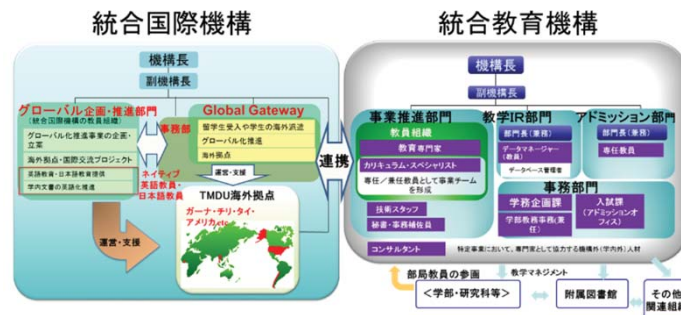 統合国際機構
機構長
副機構長
グローバル企画・推進部門
(統合国際機構の教員組織)
グローバル化推進事業の企画・
立案
海外拠点・国際交流プロジェクト
英語教育・日本語教育提供
学内文書の英語化推進
事務部
ネイティブ
英語教員・
日本語教員
Global Gateway
留学生受入や学生の海外派遣
グローバル化推進
海外拠点
運営・支援
TMDU海外拠点
ガーナ・チリ・タイ・
アメリカetc
運営・支援
連携
統合教育機構
機構長
副機構長
事業推進部門
教員組織
教育専門家
カリキュラム・スペシャリスト
専任/兼任教員として事業チーム
を形成
技術スタッフ
秘書・事務補佐員
コンサルタント
特定事業において、専門家として協力する機構外(学内外)人材
教学IR部門
部門長(兼務)
データマネージャー
(教員)
データベース管理者
アドミッション部門
部門長(兼務)
専任教員
事務部門
学務企画課
学部教務事務(兼
任)
入試課
(アドミッションオ
フィス)
部局教員の参画
教学マネジメント
<学部・研究科等>
附属図書館
その他
関連組織